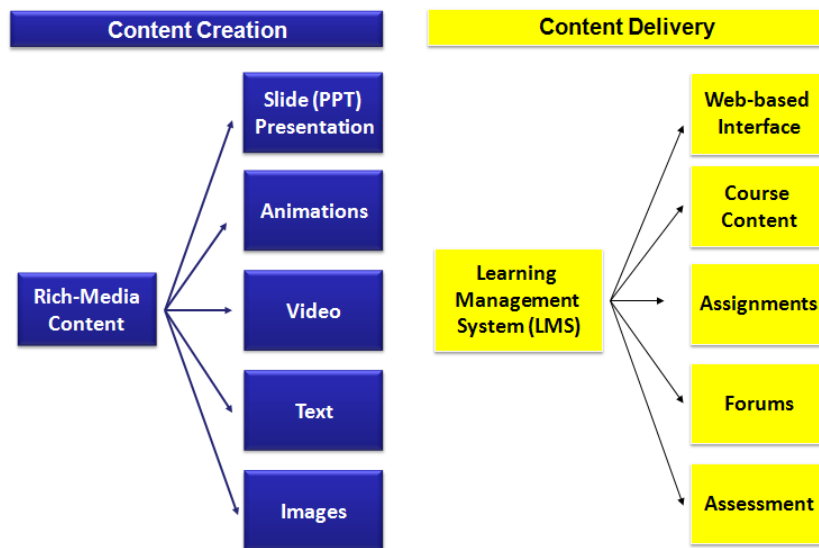 Content Creation
Slide (PPT)
Presentation
Animations
Rich-Media
Content
Video
Text
Images
Content Delivery
Web-based
Interface
Course
Content
Learning
Management
System (LMS)
Assignments
Forums
Assessment